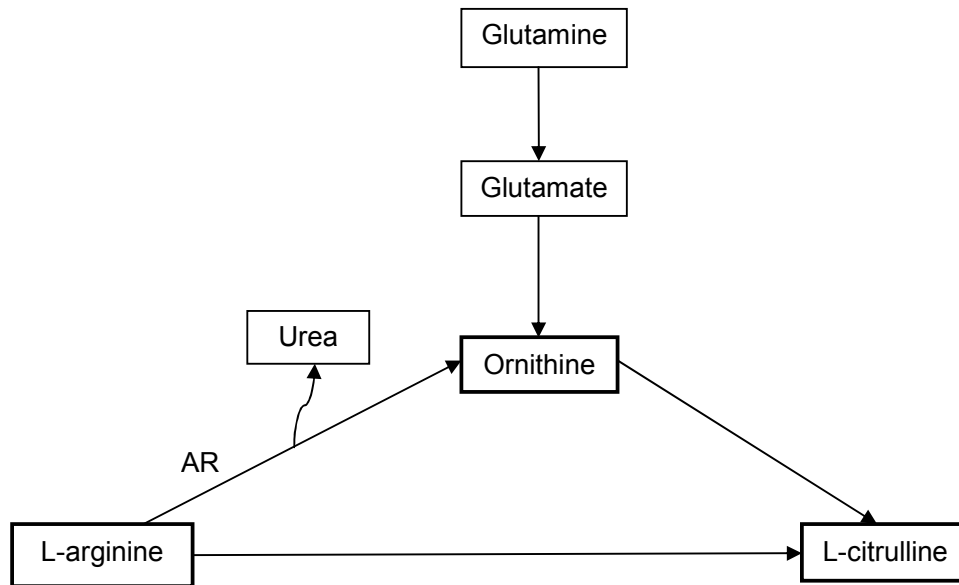 Glutamine
Glutamate
Urea
Ornithine
AR
L-arginine
L-citrulline